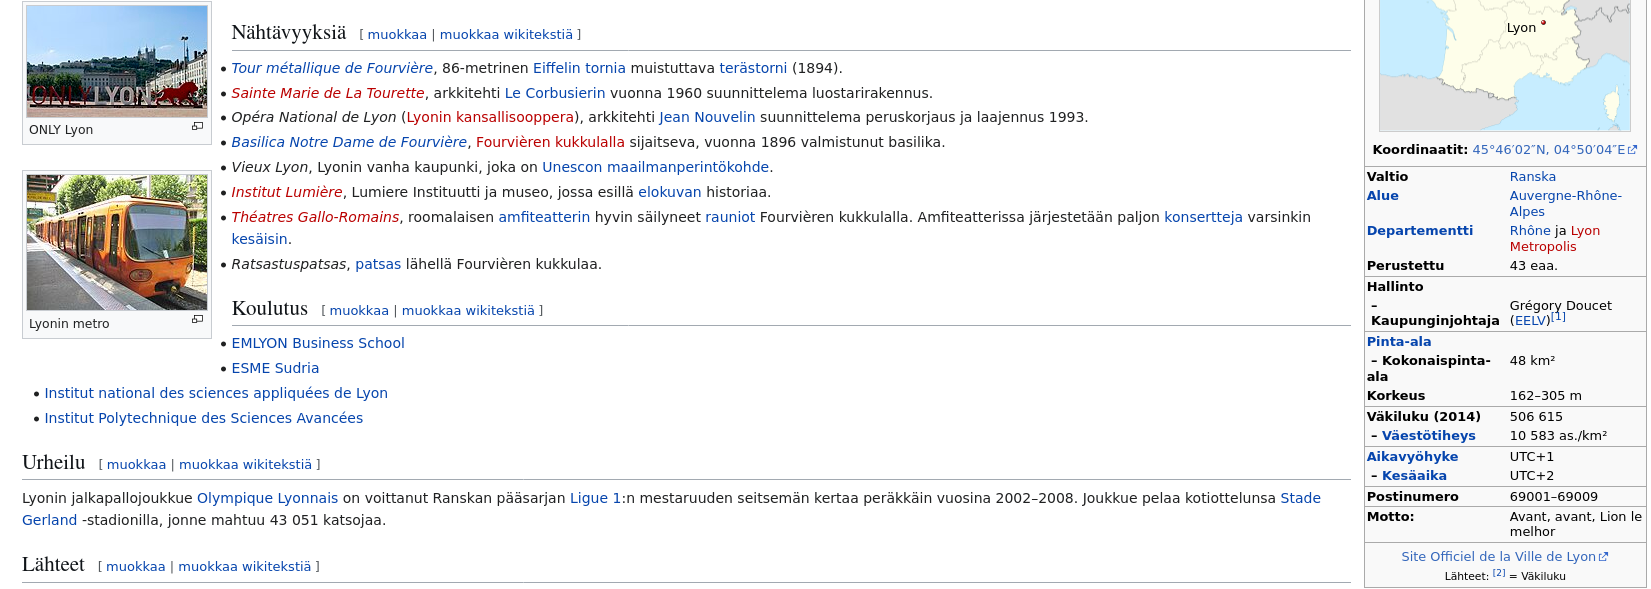 ONLY LYON
ONLY Lyon
Lyonin metro
Nähtävyyksiä [ muokkaa | muokkaa wikitekstiä ]
• Tour métallique de Fourvière, 86-metrinen Eiffelin tornia muistuttava terästorni (1894).
• Sainte Marie de La Tourette, arkkitehti Le Corbusierin vuonna 1960 suunnittelema luostarirakennus.
• Opéra National de Lyon (Lyonin kansallisooppera), arkkitehti Jean Nouvelin suunnittelema peruskorjaus ja laajennus 1993.
• Basilica Notre Dame de Fourvière, Fourvièren kukkulalla sijaitseva, vuonna 1896 valmistunut basilika.
• Vieux Lyon, Lyonin vanha kaupunki, joka on Unescon maailmanperintökohde.
• Institut Lumière, Lumiere Instituutti ja museo, jossa esillä elokuvan historiaa.
• Théatres Gallo-Romains, roomalaisen amfiteatterin hyvin säilyneet rauniot Fourvièren kukkulalla. Amfiteatterissa järjestetään paljon konsertteja varsinkin
kesäisin.
• Ratsastuspatsas, patsas lähellä Fourvièren kukkulaa.
Koulutus [ muokkaa | muokkaa wikitekstiä ]
• EMLYON Business School
• ESME Sudria
• Institut national des sciences appliquées de Lyon
• Institut Polytechnique des Sciences Avancées
Urheilu [ muokkaa | muokkaa wikitekstiä ]
Lyonin jalkapallojoukkue Olympique Lyonnais on voittanut Ranskan pääsarjan Ligue 1:n mestaruuden seitsemän kertaa peräkkäin vuosina 2002–2008. Joukkue pelaa kotiottelunsa Stade
Gerland -stadionilla, jonne mahtuu 43 051 katsojaa.
Lähteet [ muokkaa | muokkaa wikitekstiä ]
Lyon
Koordinaatit: 45°46′02″N, 04°50′04″E
Valtio Ranska
Alue Auvergne-Rhône-
Alpes
Departementti Rhône ja Lyon
Metropolis
Perustettu 43 eaa.
Hallinto
– Grégory Doucet
Kaupunginjohtaja (EELV)[1]
Pinta-ala
– Kokonaispinta- 48 km²
ala
Korkeus 162–305 m
Väkiluku (2014) 506 615
– Väestötiheys 10 583 as./km²
Aikavyöhyke UTC+1
– Kesäaika UTC+2
Postinumero 69001–69009
Motto: Avant, avant, Lion le
melhor
Site Officiel de la Ville de Lyon
Lähteet: [2] = Väkiluku